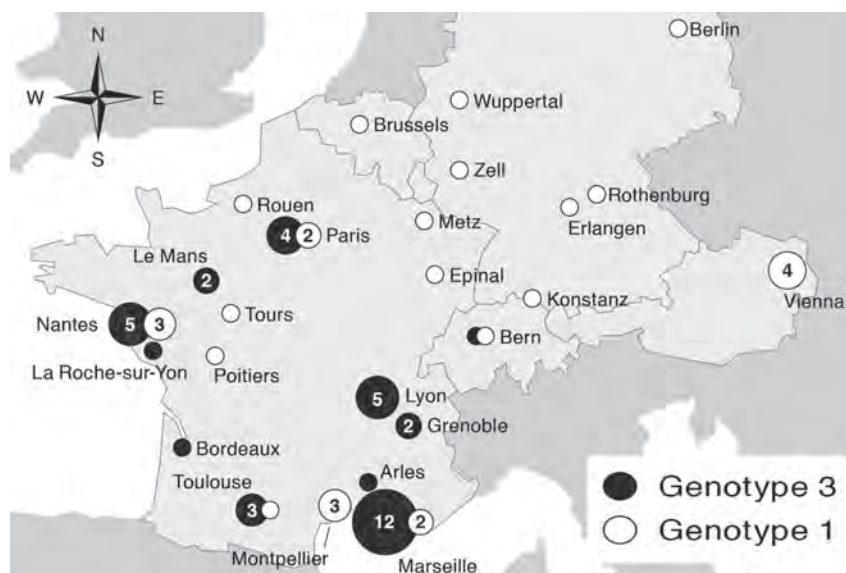 Berlin
N
W
E
S
Wuppertal
Brussels
Zell
Rothenburg
Erlangen
Rouen
Metz
4
2
Paris
Le Mans
2
Epinal
4
Vienna
Konstanz
Nantes
5
3
Tours
Bern
La Roche-sur-Yon
Poitiers
5
Lyon
2
Grenoble
Bordeaux
Toulouse
Arles
3
3
12
2
Montpellier
Marseille
Genotype 3
Genotype 1